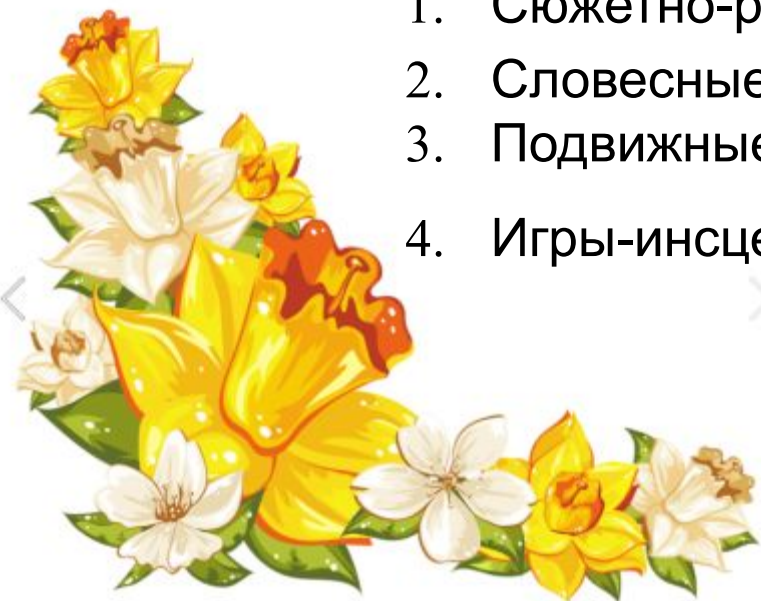 1. Сюжетно-р
2. Словесные
3. Подвижные
4. Игры-инсце